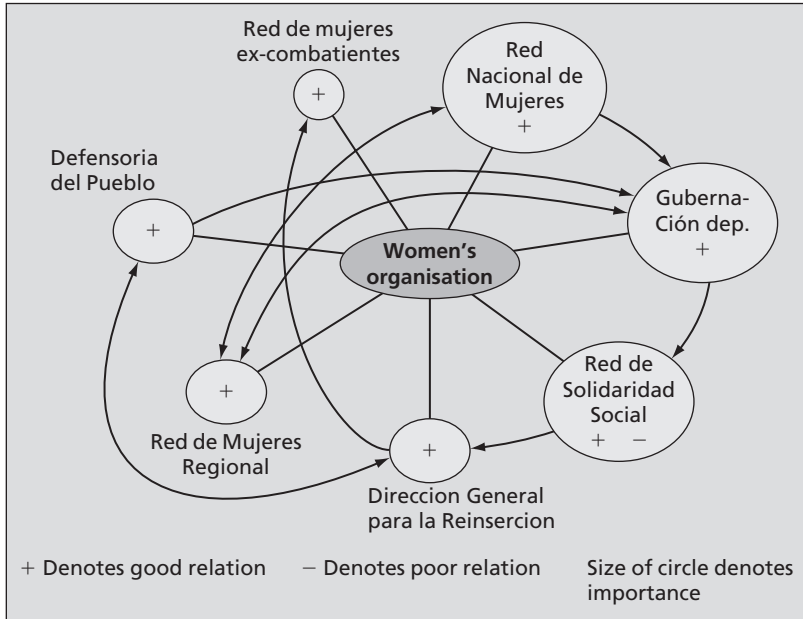 Red de mujeres
ex-combatientes
+
Red
Nacional de
Mujeres
+
Defensoria
del Pueblo
+
Guberna-
Ción dep.
+
Women's
organisation
+
Red de Mujeres
Regional
Red de
Solidaridad
Social
+ −
+
Direccion General
para la Reinsercion
+ Denotes good relation
− Denotes poor relation
Size of circle denotes
importance